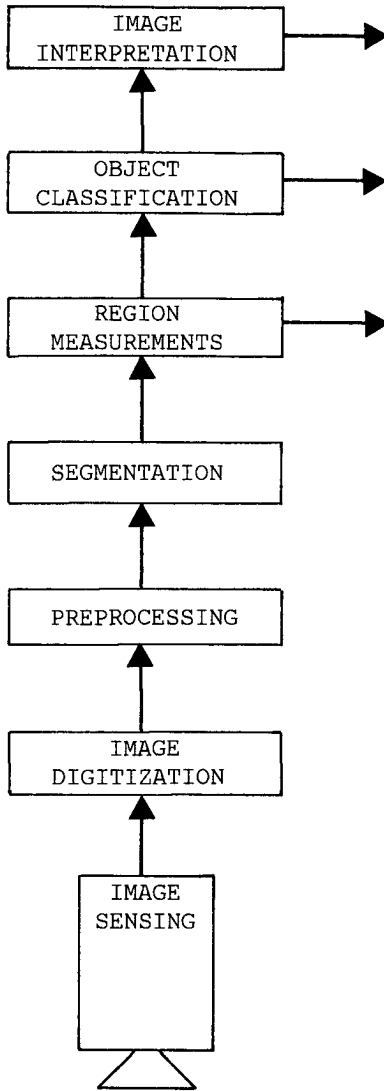 IMAGE
INTERPRETATION
OBJECT
CLASSIFICATION
REGION
MEASUREMENTS
SEGMENTATION
PREPROCESSING
IMAGE
DIGITIZATION
IMAGE
SENSING